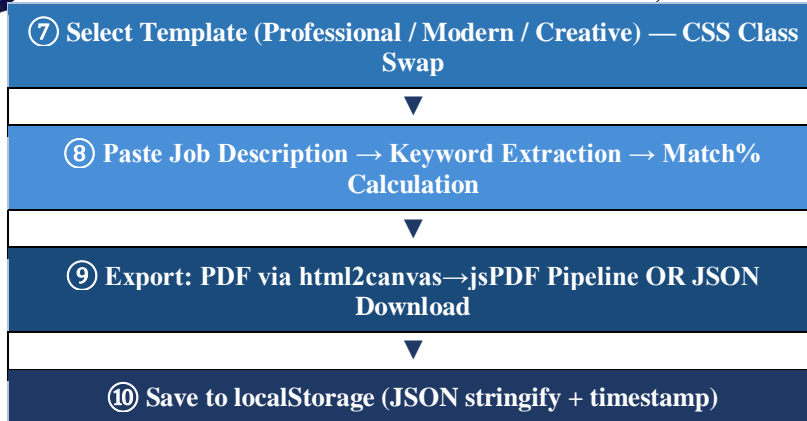 ⑦ Select Template (Professional / Modern / Creative) — CSS Class
Swap
▼
⑧ Paste Job Description → Keyword Extraction → Match%
Calculation
▼
⑨ Export: PDF via html2canvas→jsPDF Pipeline OR JSON
Download
▼
⑩ Save to localStorage (JSON stringify + timestamp)